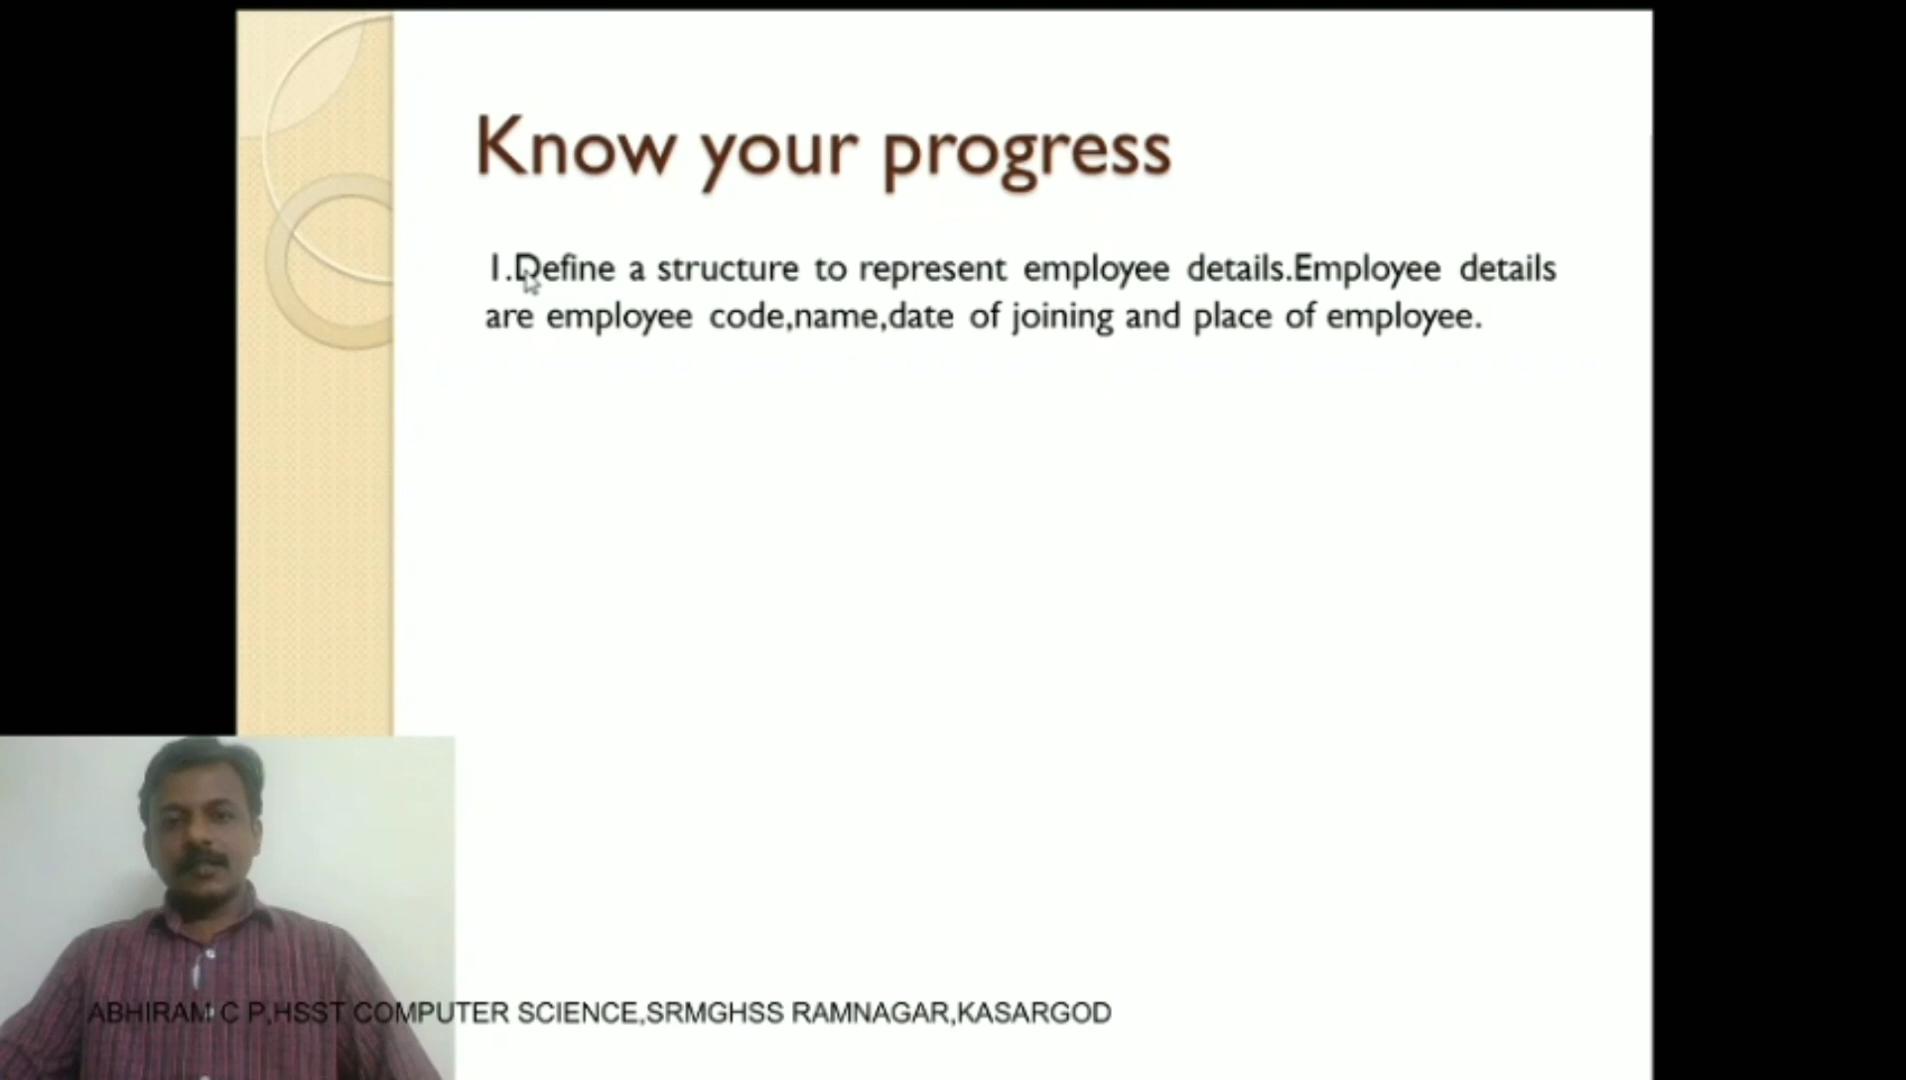 Know your progress
1.Define a structure to represent employee details.Employee details
are employee code,name,date of joining and place of employee.
ABHIRAM C P,HSST COMPUTER SCIENCE,SRMGHSS RAMNAGAR,KASARGOD